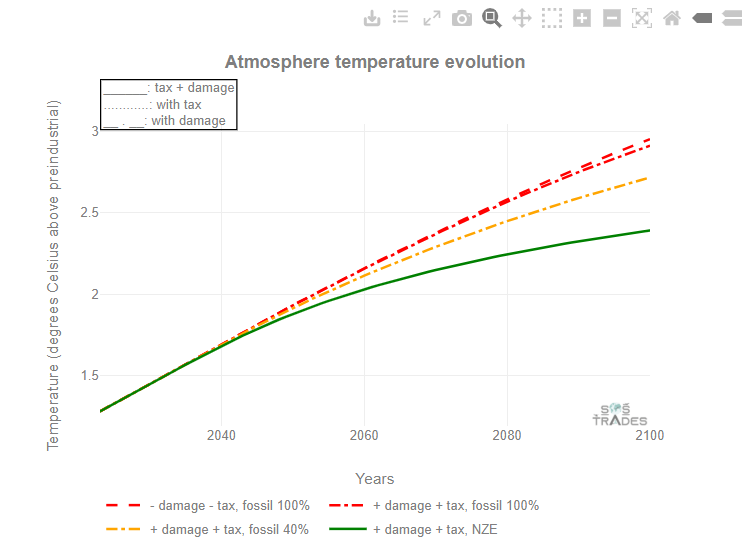 Atmosphere temperature evolution
______: tax + damage
............: with tax
__ . __: with damage
Temperature (degrees Celsius above preindustrial)
3
2.5
2
1.5
2040
2060
2080
2100
SOS
TRADES
Years
- damage - tax, fossil 100%
+ damage + tax, fossil 100%
+ damage + tax, fossil 40%
+ damage + tax, NZE